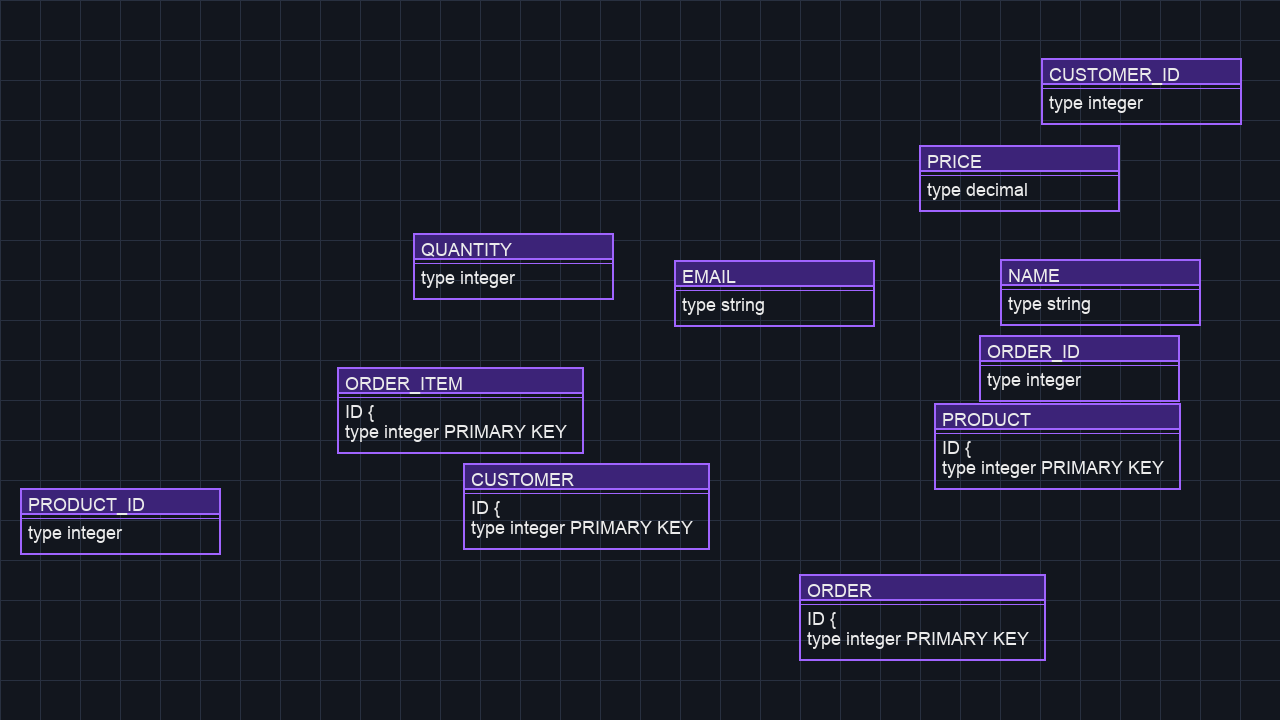 CUSTOMER_ID
type integer
PRICE
type decimal
QUANTITY
type integer
EMAIL
type string
NAME
type string
ORDER_ID
type integer
ORDER_ITEM
ID {
type integer PRIMARY KEY
PRODUCT
ID {
type integer PRIMARY KEY
CUSTOMER
ID {
type integer PRIMARY KEY
PRODUCT_ID
type integer
ORDER
ID {
type integer PRIMARY KEY